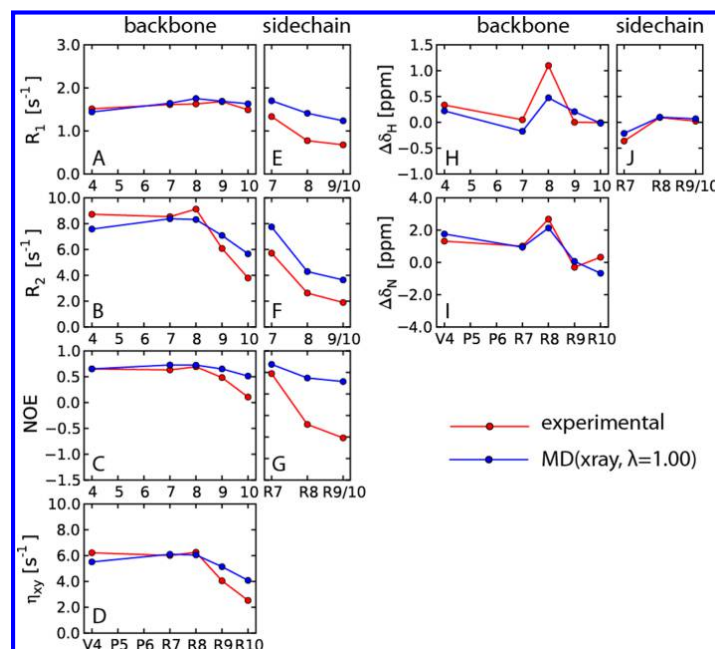 backbone sidechain
R1 [s-1]
3.0
2.0
1.0
0.0
A
E
4 5 6 7 8 9 10
7 8 9/10
R2 [s-1]
10.0
8.0
6.0
4.0
2.0
0.0
B
F
4 5 6 7 8 9 10
7 8 9/10
NOE
1.0
0.5
0.0
−0.5
−1.0
−1.5
C
G
4 5 6 7 8 9 10
R7 R8 R9/10
ηxy [s-1]
10.0
8.0
6.0
4.0
2.0
0.0
D
V4 P5 P6 R7 R8 R9 R10
backbone sidechain
ΔδH [ppm]
1.5
1.0
0.5
0.0
−0.5
−1.0
H
J
4 5 6 7 8 9 10
R7 R8 R9/10
ΔδN [ppm]
4.0
2.0
0.0
−2.0
−4.0
I
V4 P5 P6 R7 R8 R9 R10
experimental
MD(xray, λ=1.00)